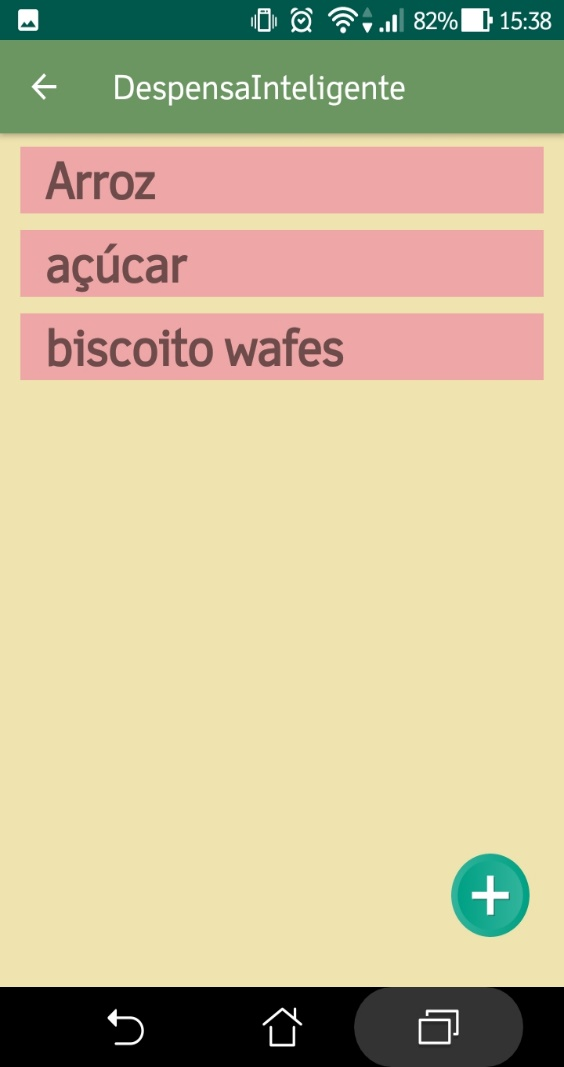 82% 15:38
DespensaInteligente
Arroz
açúcar
biscoito wafes